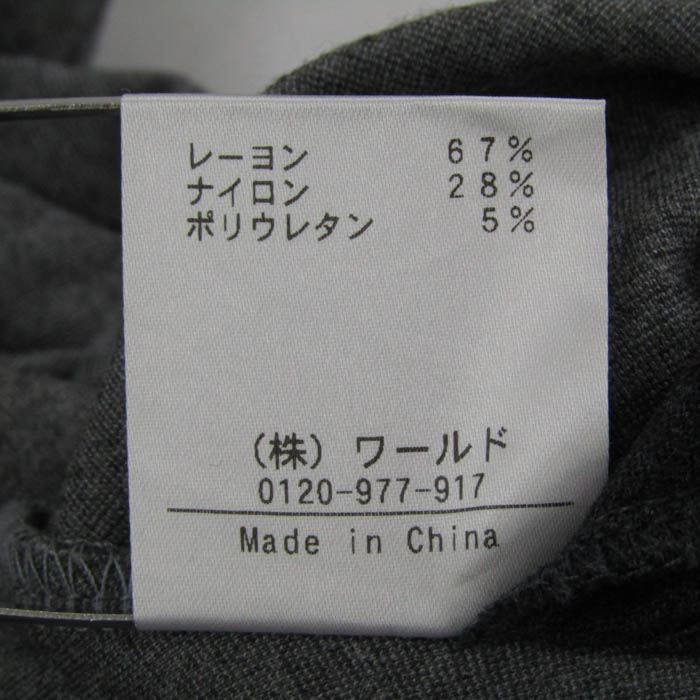 レーヨン 67%
ナイロン 28%
ポリウレタン 5%
(株) ワールド
0120-977-917
Made in China